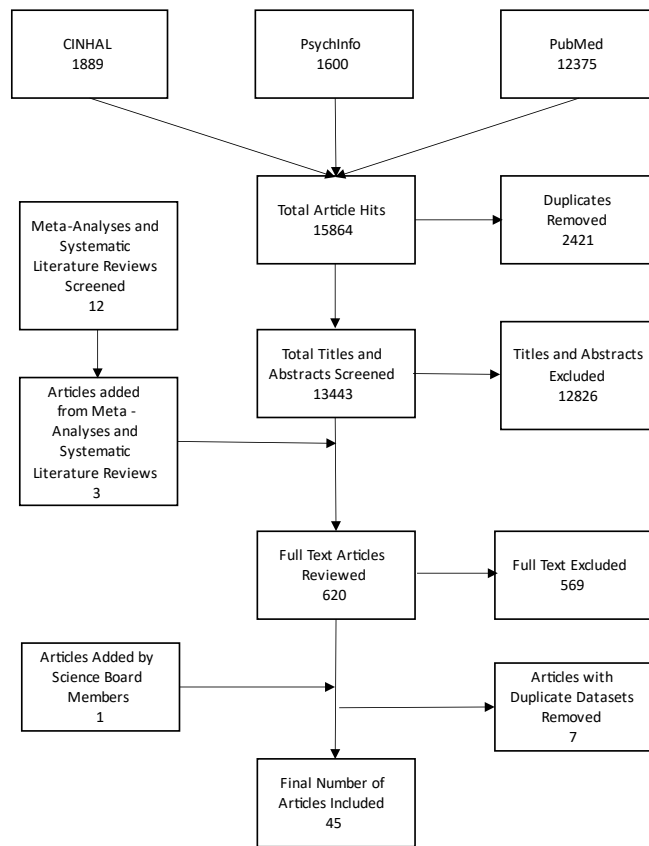 CINHAL
1889
PsychInfo
1600
PubMed
12375
Total Article Hits
15864
Duplicates
Removed
2421
Meta-Analyses and
Systematic
Literature Reviews
Screened
12
Total Titles and
Abstracts Screened
13443
Titles and Abstracts
Excluded
12826
Articles added
from Meta -
Analyses and
Systematic
Literature Reviews
3
Full Text Articles
Reviewed
620
Full Text Excluded
569
Articles Added by
Science Board
Members
1
Articles with
Duplicate Datasets
Removed
7
Final Number of
Articles Included
45